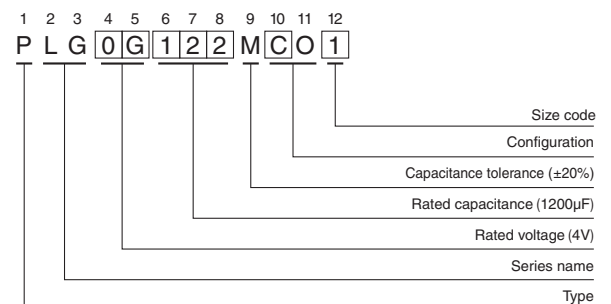 1 2 3 4 5 6 7 8 9 10 11 12
P L G 0 G 1 2 2 M C O 1
Size code
Configuration
Capacitance tolerance (±20%)
Rated capacitance (1200µF)
Rated voltage (4V)
Series name
Type